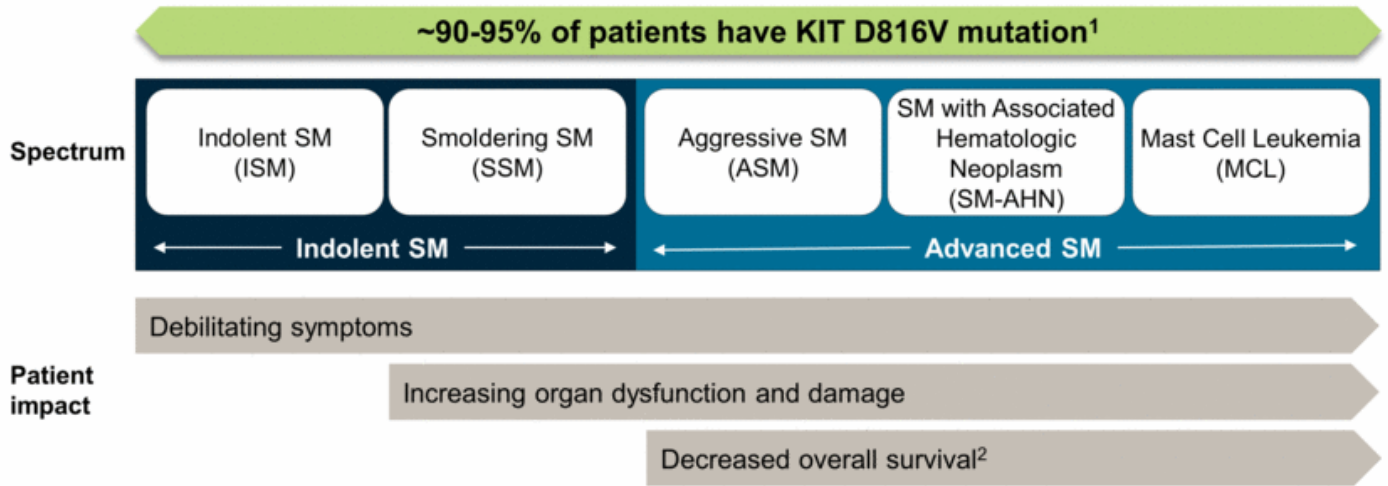 ~90-95% of patients have KIT D816V mutation¹
Spectrum
Indolent SM
(ISM)
Smoldering SM
(SSM)
Aggressive SM
(ASM)
SM with Associated
Hematologic
Neoplasm
(SM-AHN)
Mast Cell Leukemia
(MCL)
Indolent SM
Advanced SM
Patient
impact
Debilitating symptoms
Increasing organ dysfunction and damage
Decreased overall survival²